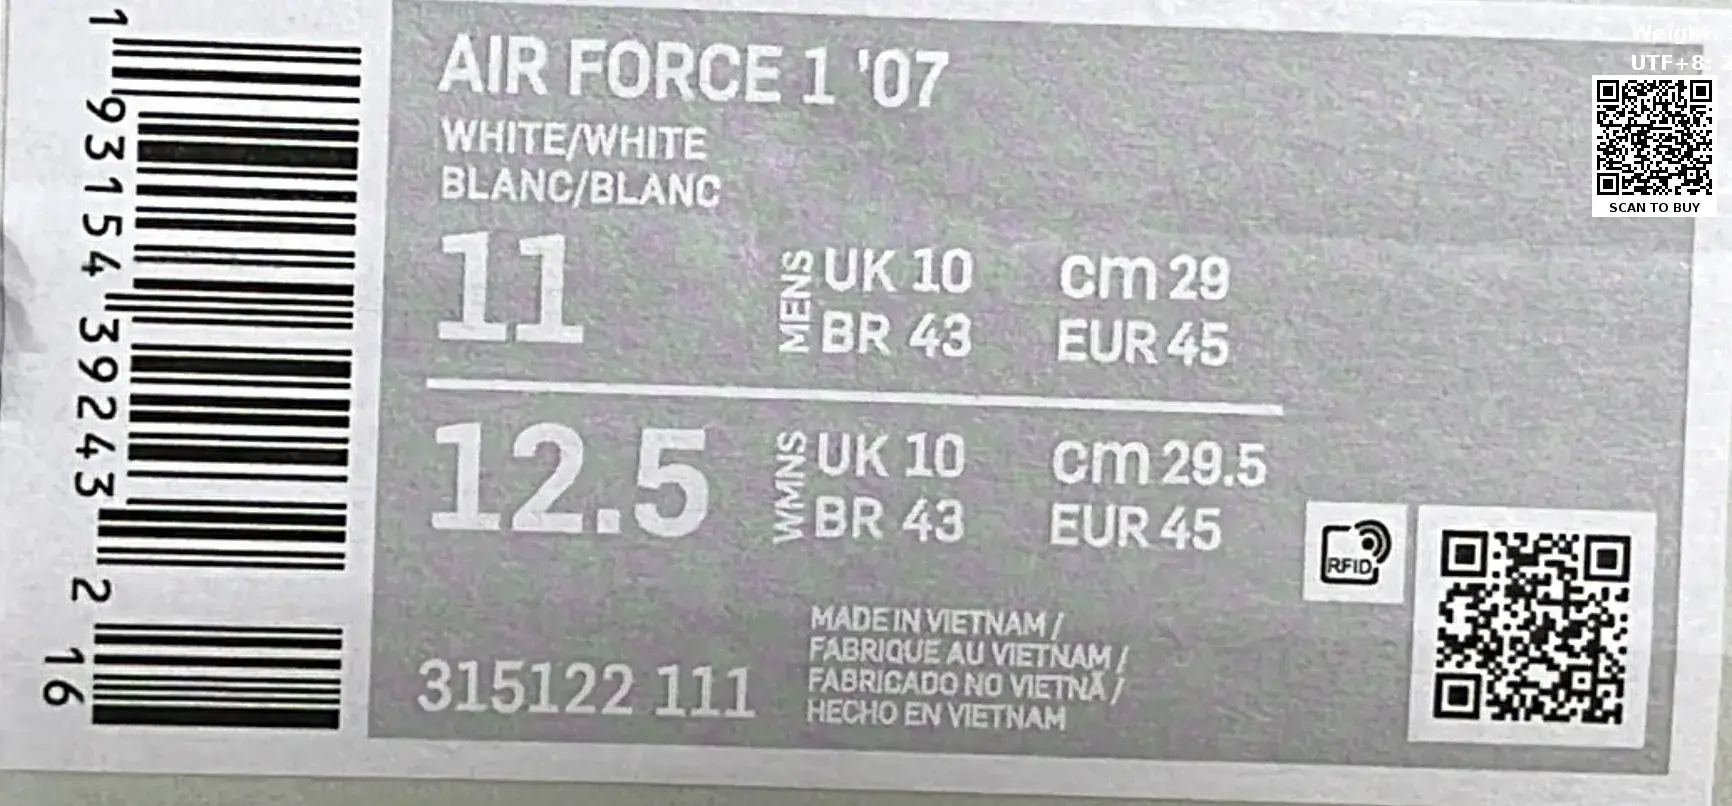 AIR FORCE 1 '07
WHITE/WHITE
BLANC/BLANC
11
MENS
UK 10
cm 29
BR 43
EUR 45
12.5
WMNS
UK 10
cm 29.5
BR 43
EUR 45
315122 111
MADE IN VIETNAM /
FABRIQUE AU VIETNAM /
FABRICADO NO VIETNÃ /
HECHO EN VIETNAM
RFID
1 93154 39243 2
16
Weight
UTF+8:
SCAN TO BUY